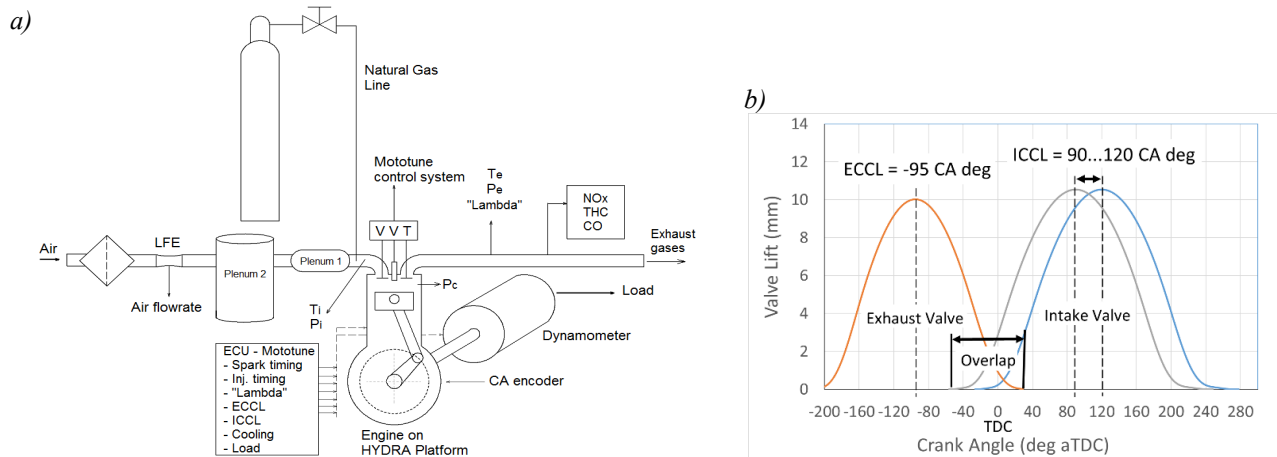 a)
Natural Gas
Line
Mototune
control system
V V T
Te
Pe
"Lambda"
NOx
THC
CO
Air
LFE
Plenum 2
Plenum 1
Exhaust
gases
Air flowrate
Ti
Pi
Pc
Load
Dynamometer
ECU - Mototune
- Spark timing
- Inj. timing
- "Lambda"
- ECCL
- ICCL
- Cooling
- Load
CA encoder
Engine on
HYDRA Platform
b)
14
12
10
8
6
4
2
0
Valve Lift (mm)
ECCL = -95 CA deg
ICCL = 90...120 CA deg
Exhaust Valve
Intake Valve
Overlap
-200 -160 -120 -80 -40 0 40 80 120 160 200 240 280
TDC
Crank Angle (deg aTDC)